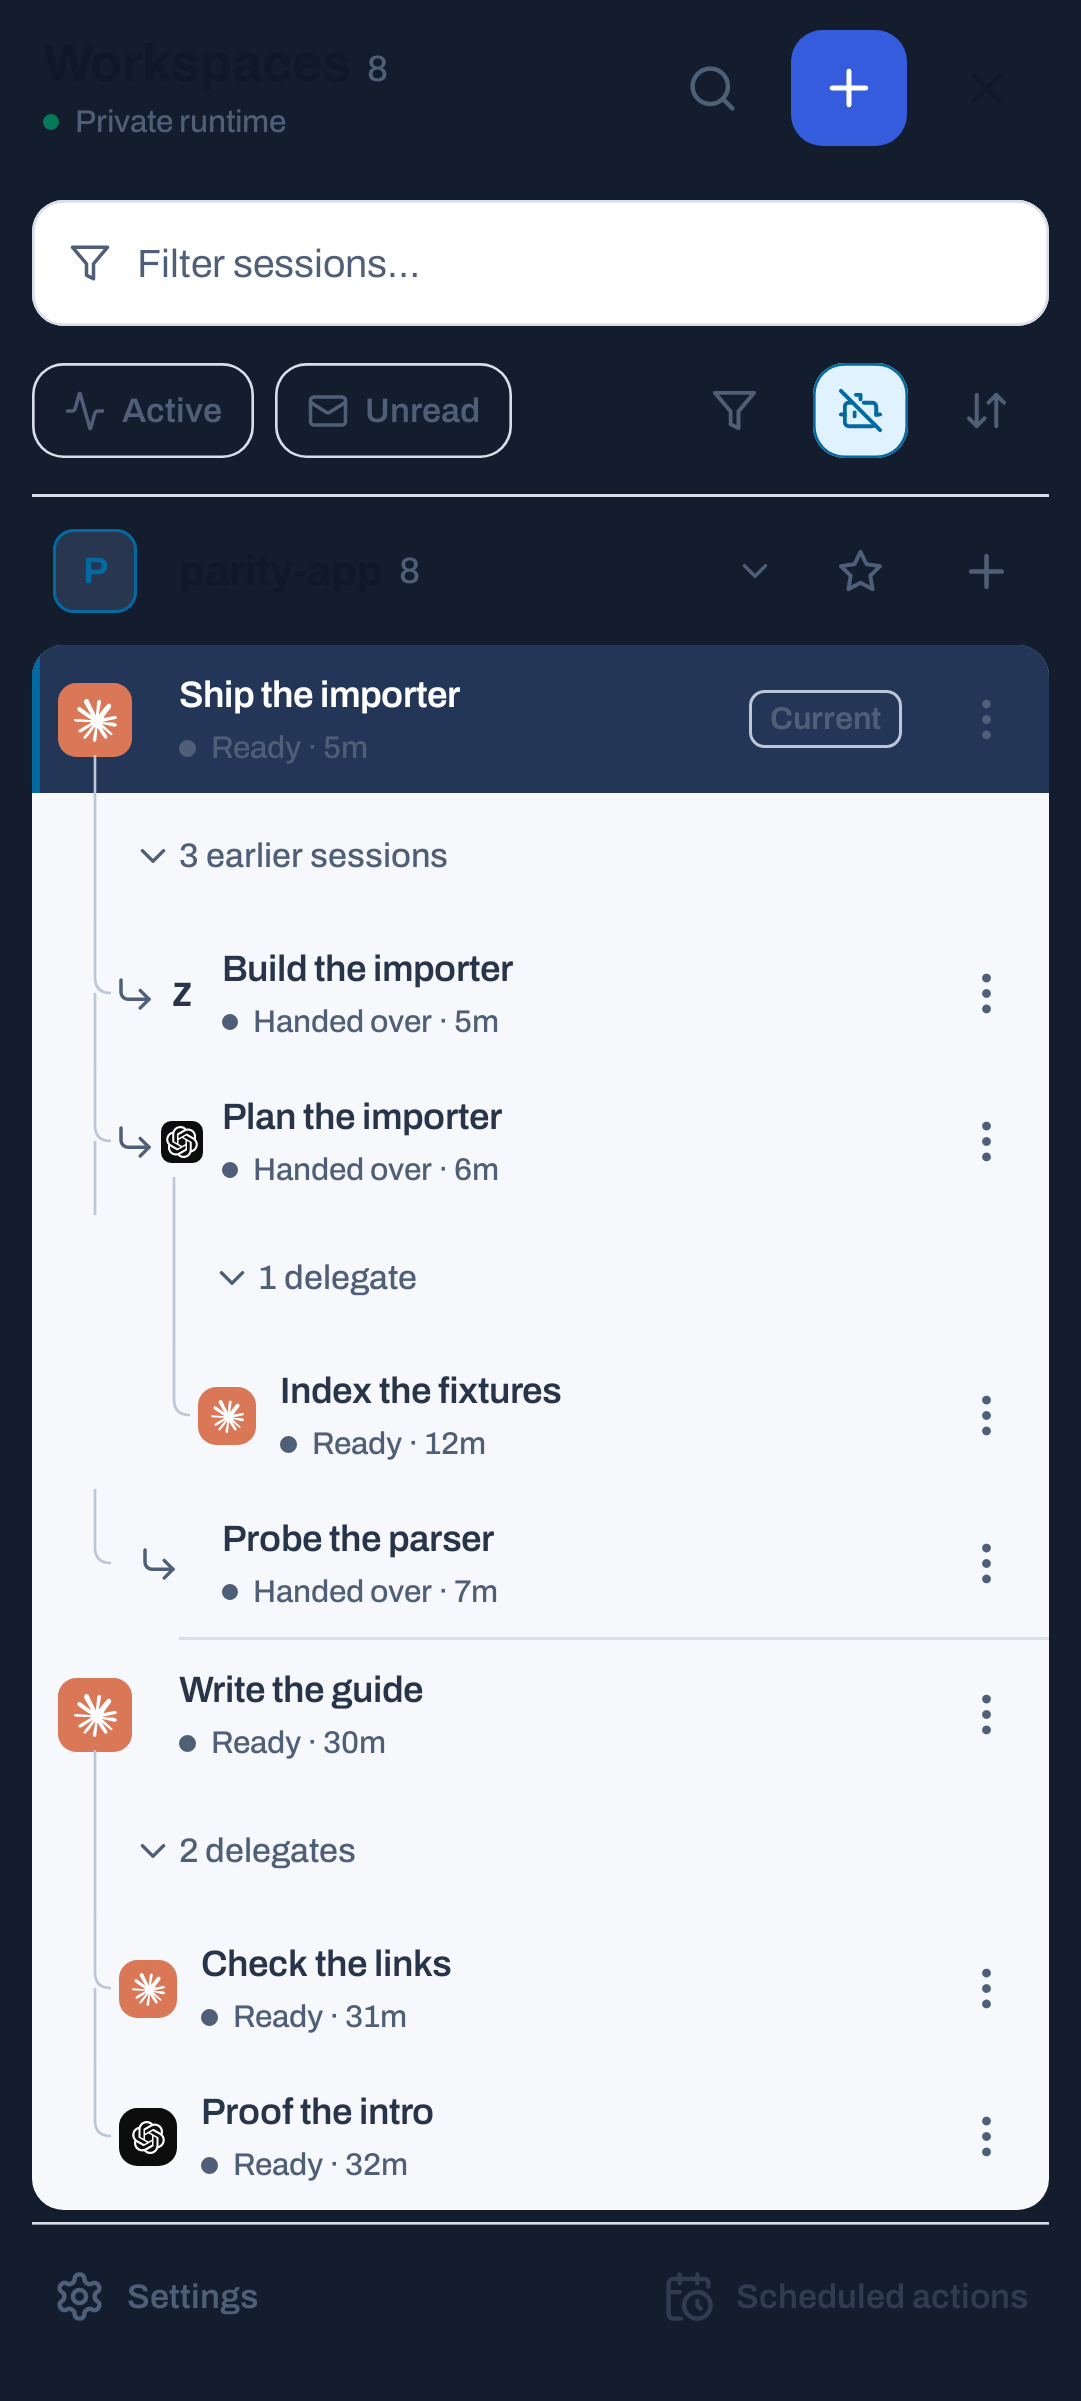 Workspaces 8
Private runtime
Filter sessions...
Active
Unread
P
parity-app 8
Ship the importer
Ready · 5m
Current
3 earlier sessions
Z
Build the importer
Handed over · 5m
Plan the importer
Handed over · 6m
1 delegate
Index the fixtures
Ready · 12m
Probe the parser
Handed over · 7m
Write the guide
Ready · 30m
2 delegates
Check the links
Ready · 31m
Proof the intro
Ready · 32m
Settings
Scheduled actions